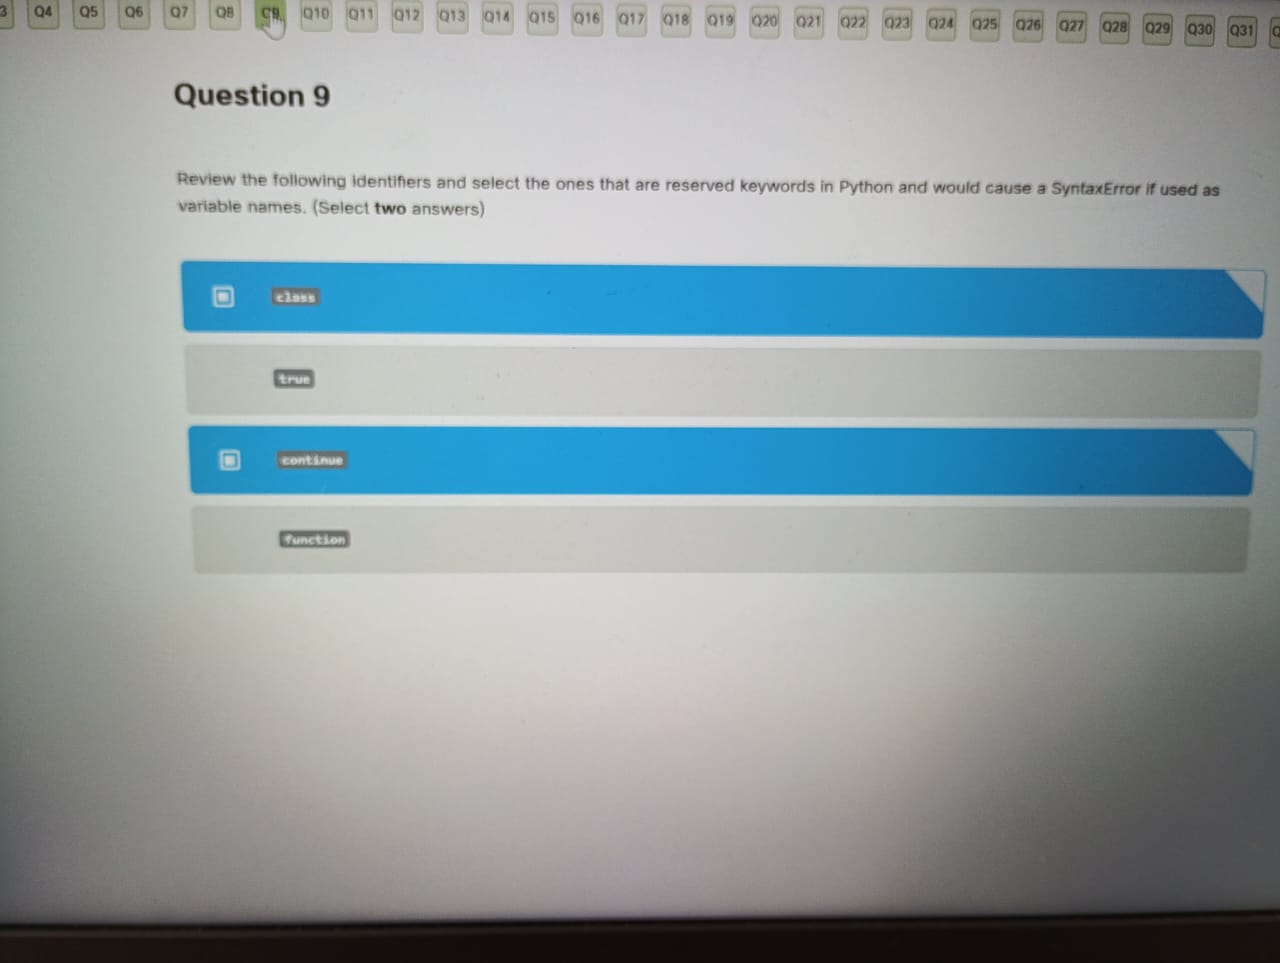 3 Q4 Q5 Q6 Q7 Q8 Q9 Q10 Q11 Q12 Q13 Q14 Q15 Q16 Q17 Q18 Q19 Q20 Q21 Q22 Q23 Q24 Q25 Q26 Q27 Q28 Q29 Q30 Q31
Question 9
Review the following identifiers and select the ones that are reserved keywords in Python and would cause a SyntaxError if used as
variable names. (Select two answers)
class
true
continue
function